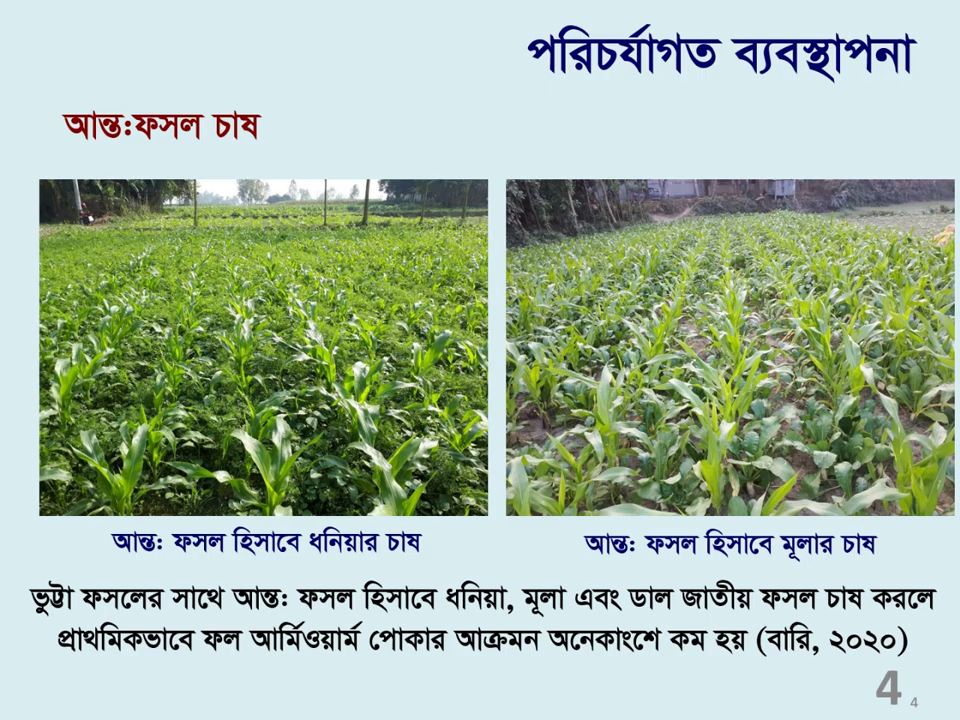 পরিচর্যাগত ব্যবস্থাপনা
আন্ত:ফসল চাষ
আন্ত: ফসল হিসাবে ধনিয়ার চাষ
আন্ত: ফসল হিসাবে মূলার চাষ
ভুট্টা ফসলের সাথে আন্ত: ফসল হিসাবে ধনিয়া, মূলা এবং ডাল জাতীয় ফসল চাষ করলে
প্রাথমিকভাবে ফল আর্মিওয়ার্ম পোকার আক্রমন অনেকাংশে কম হয় (বারি, ২০২০)
4 4